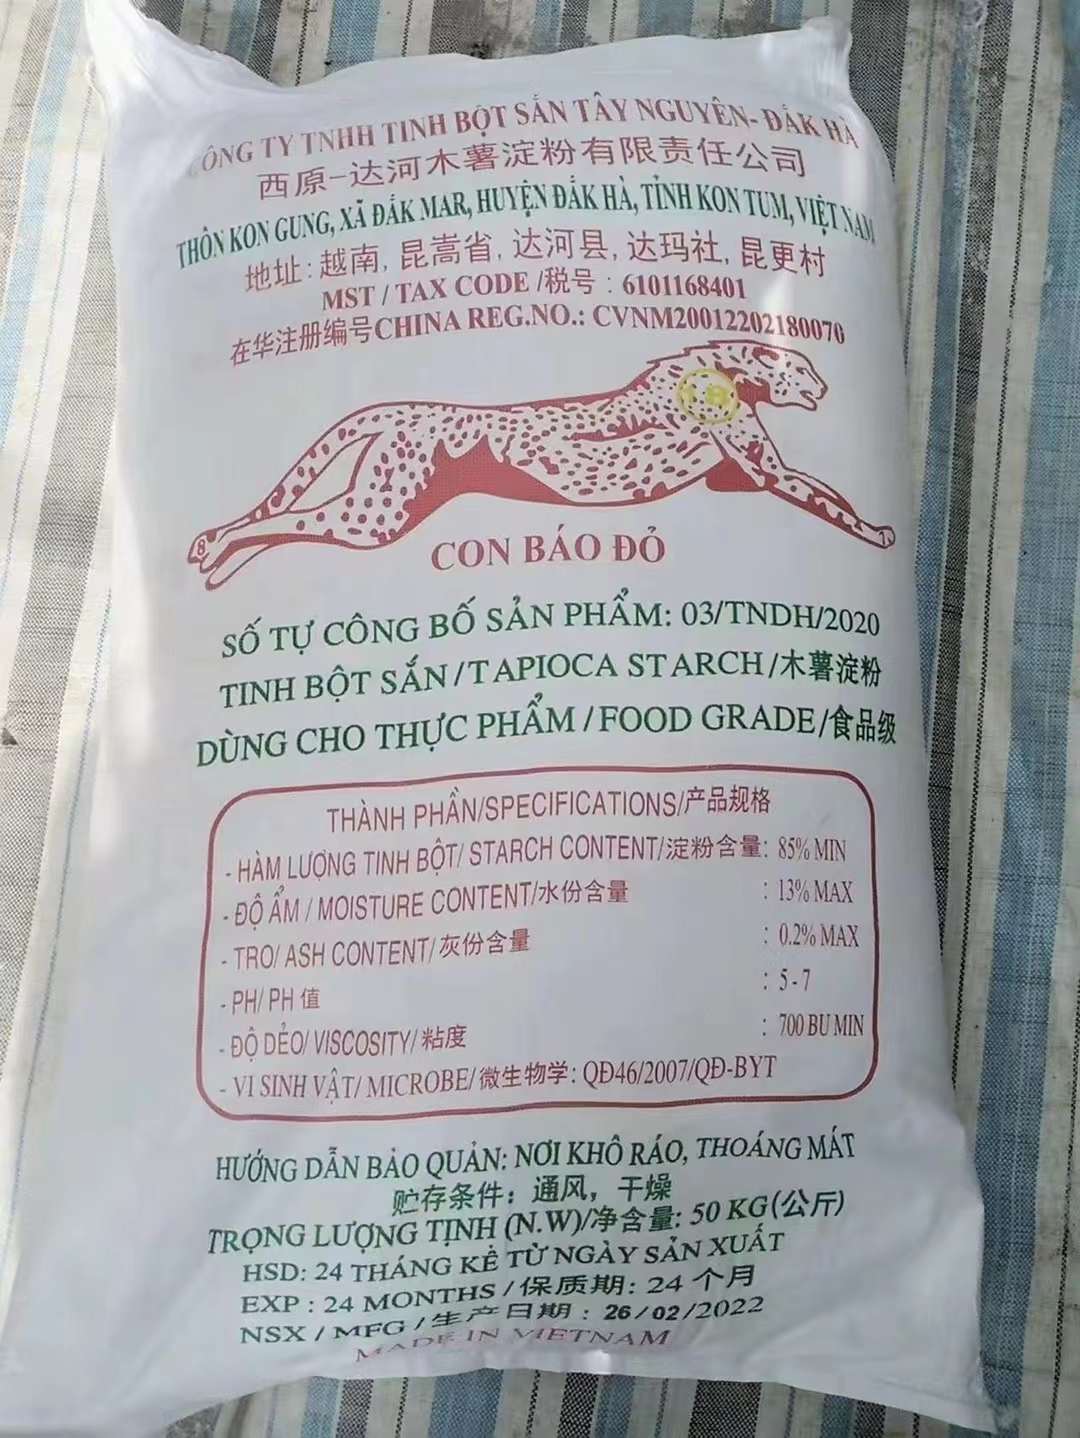 CÔNG TY TNHH TINH BỘT SẮN TÂY NGUYÊN- ĐẮK HÀ
西原-达河木薯淀粉有限责任公司
THÔN KON GUNG, XÃ ĐẮK MAR, HUYỆN ĐẮK HÀ, TỈNH KON TUM, VIỆT NAM
地址: 越南, 昆嵩省, 达河县, 达玛社, 昆更村
MST / TAX CODE /税号 : 6101168401
在华注册编号CHINA REG.NO.: CVNM20012202180070
18
8
CON BÁO ĐỎ
SỐ TỰ CÔNG BỐ SẢN PHẨM: 03/TNDH/2020
TINH BỘT SẮN/TAPIOCA STARCH/木薯淀粉
DÙNG CHO THỰC PHẨM/FOOD GRADE/食品级
THÀNH PHẦN/SPECIFICATIONS/产品规格
- HÀM LƯỢNG TINH BỘT/ STARCH CONTENT/淀粉含量: 85% MIN
- ĐỘ ẨM / MOISTURE CONTENT/水份含量 : 13% MAX
- TRO/ ASH CONTENT/灰份含量 : 0.2% MAX
- PH/ PH 值 : 5 - 7
- ĐỘ DẺO/ VISCOSITY/粘度 : 700 BU MIN
- VI SINH VẬT/ MICROBE/微生物学: QĐ46/2007/QĐ-BYT
HƯỚNG DẪN BẢO QUẢN: NƠI KHÔ RÁO, THOÁNG MÁT
贮存条件：通风，干燥
TRỌNG LƯỢNG TỊNH (N.W)/净含量: 50 KG(公斤)
HSD: 24 THÁNG KỂ TỪ NGÀY SẢN XUẤT
EXP : 24 MONTHS / 保质期: 24 个月
NSX / MFG / 生产日期 : 26/02/2022
MADE IN VIETNAM